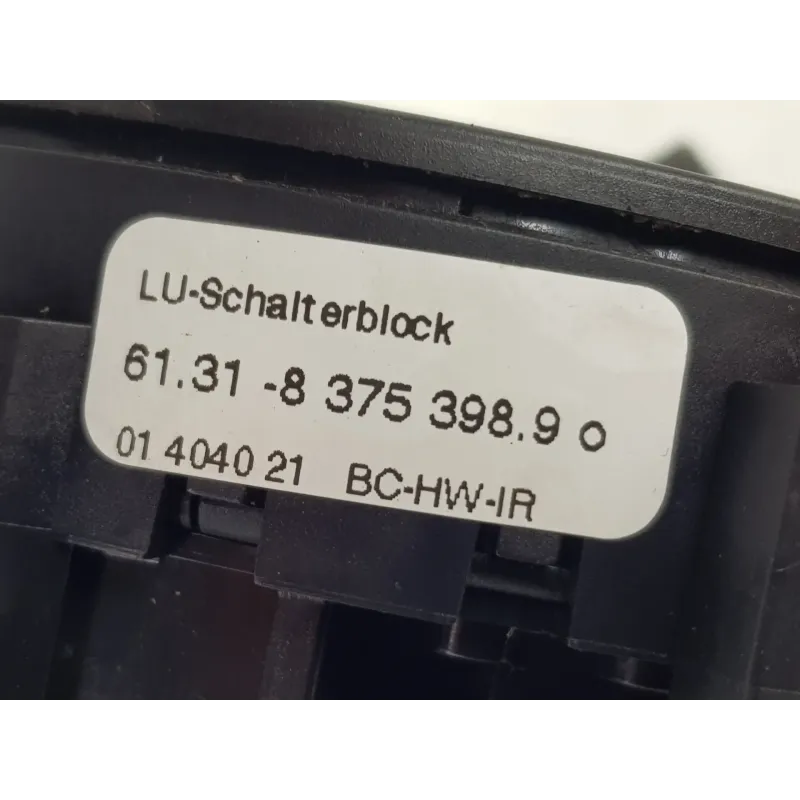 LU-Schalterblock
61.31 -8 375 398.9 o
01 4040 21 BC-HW-IR